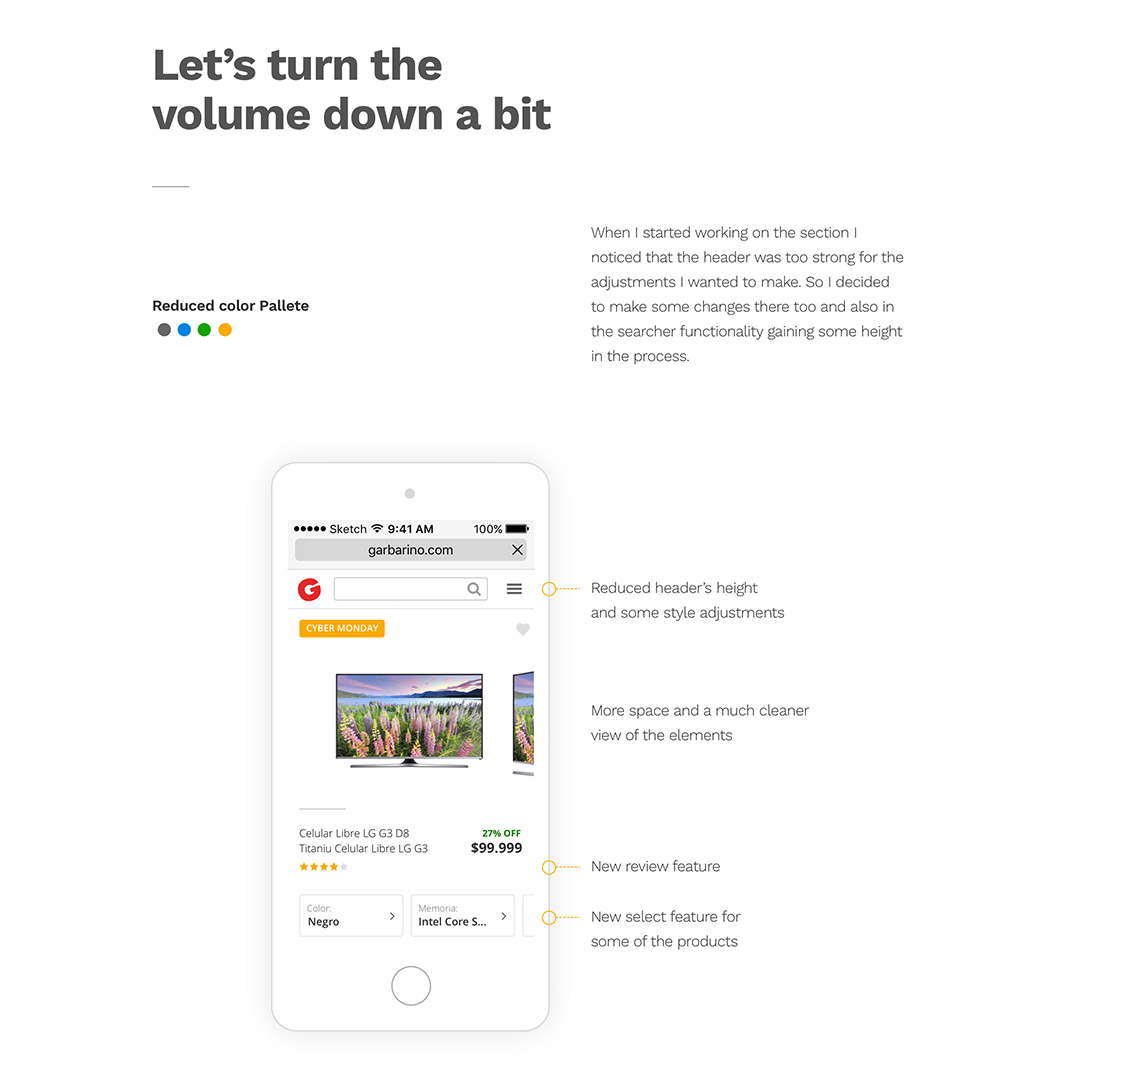 Let’s turn the
volume down a bit
When I started working on the section I
noticed that the header was too strong for the
adjustments I wanted to make. So I decided
to make some changes there too and also in
the searcher functionality gaining some height
in the process.
Reduced color Pallete
Sketch 9:41 AM 100%
garbarino.com
G
Reduced header’s height
and some style adjustments
CYBER MONDAY
More space and a much cleaner
view of the elements
Celular Libre LG G3 D8
Titaniu Celular Libre LG G3
27% OFF
$99.999
New review feature
Color:
Negro
Memoria:
Intel Core S...
New select feature for
some of the products